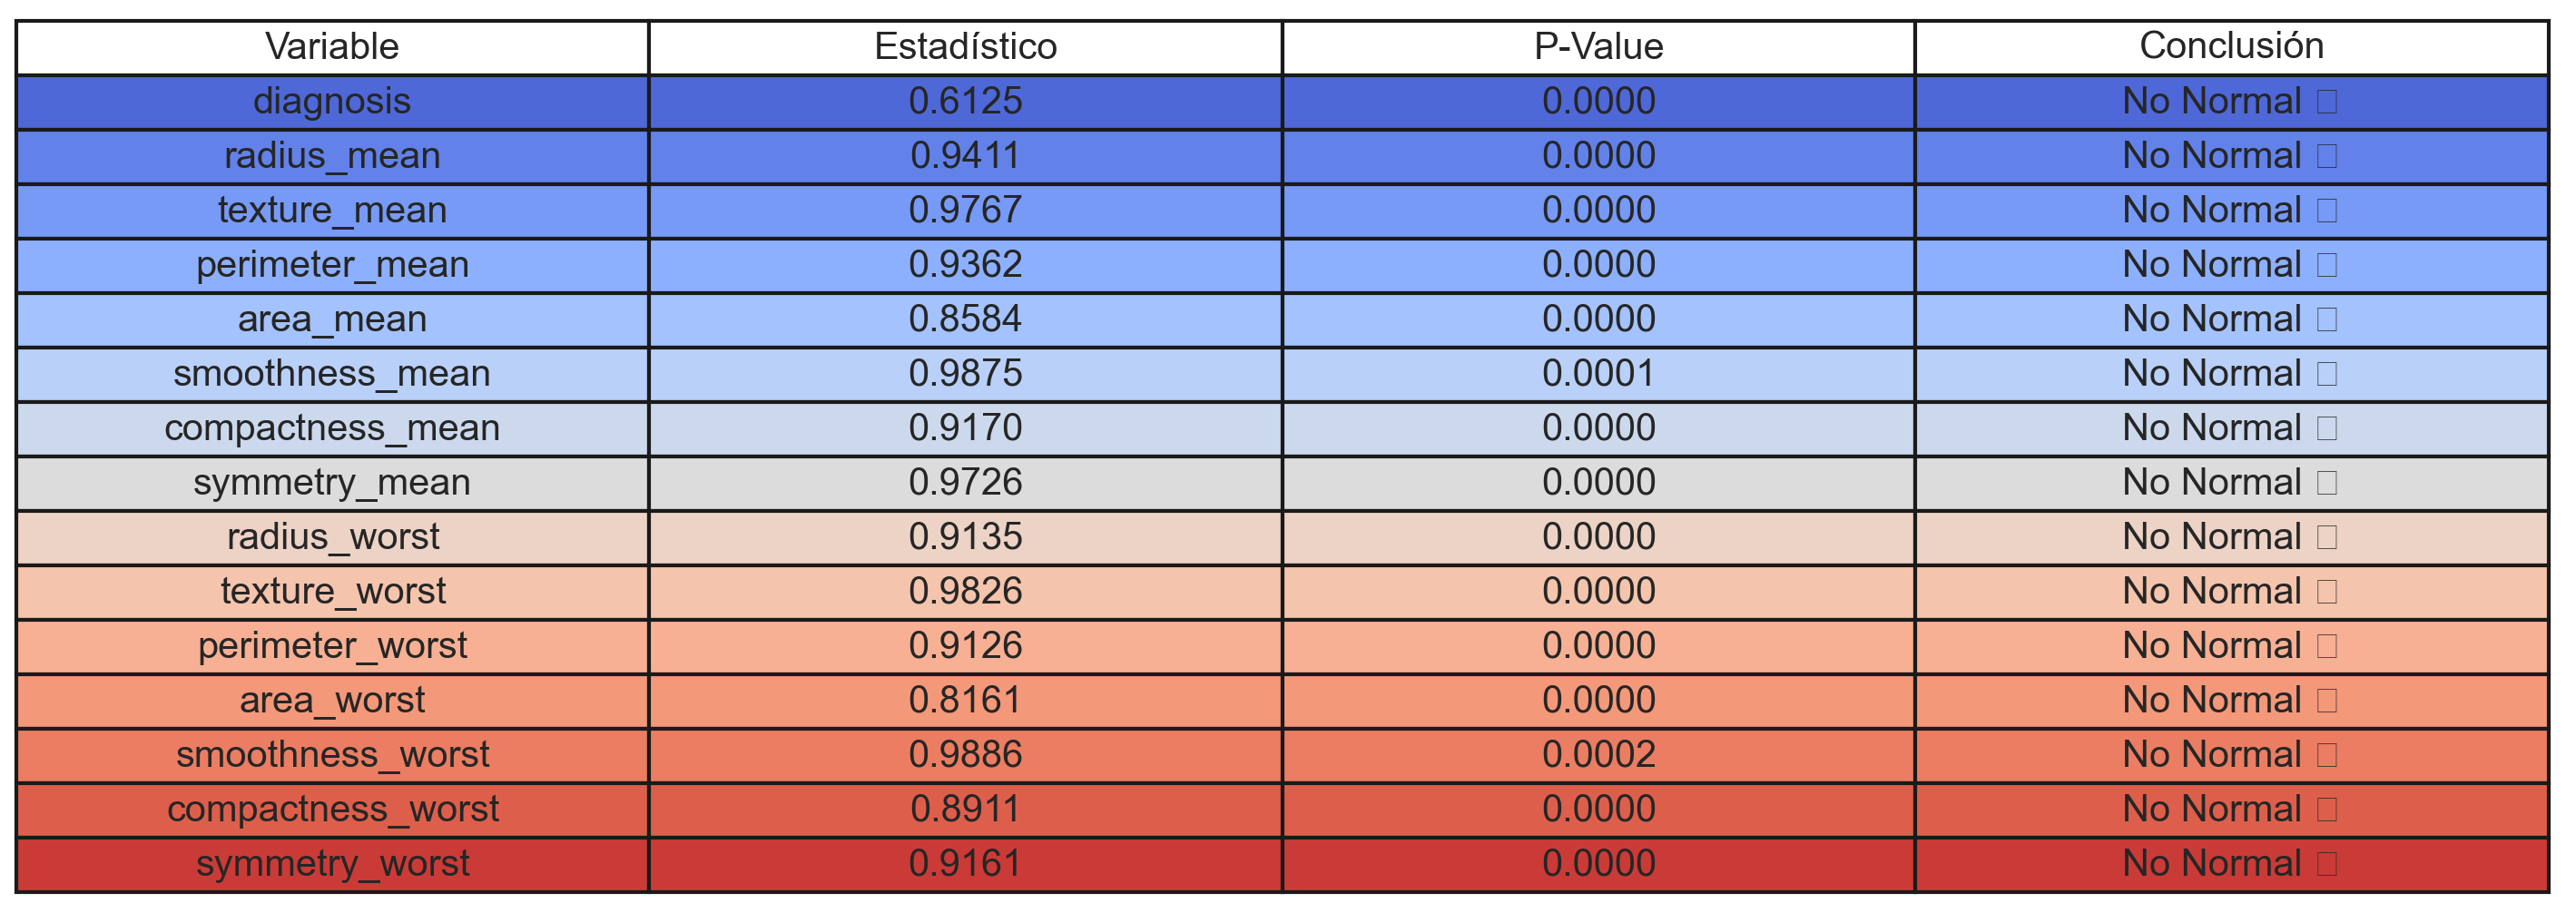 Variable Estadístico P-Value Conclusión
diagnosis 0.6125 0.0000 No Normal
radius_mean 0.9411 0.0000 No Normal
texture_mean 0.9767 0.0000 No Normal
perimeter_mean 0.9362 0.0000 No Normal
area_mean 0.8584 0.0000 No Normal
smoothness_mean 0.9875 0.0001 No Normal
compactness_mean 0.9170 0.0000 No Normal
symmetry_mean 0.9726 0.0000 No Normal
radius_worst 0.9135 0.0000 No Normal
texture_worst 0.9826 0.0000 No Normal
perimeter_worst 0.9126 0.0000 No Normal
area_worst 0.8161 0.0000 No Normal
smoothness_worst 0.9886 0.0002 No Normal
compactness_worst 0.8911 0.0000 No Normal
symmetry_worst 0.9161 0.0000 No Normal